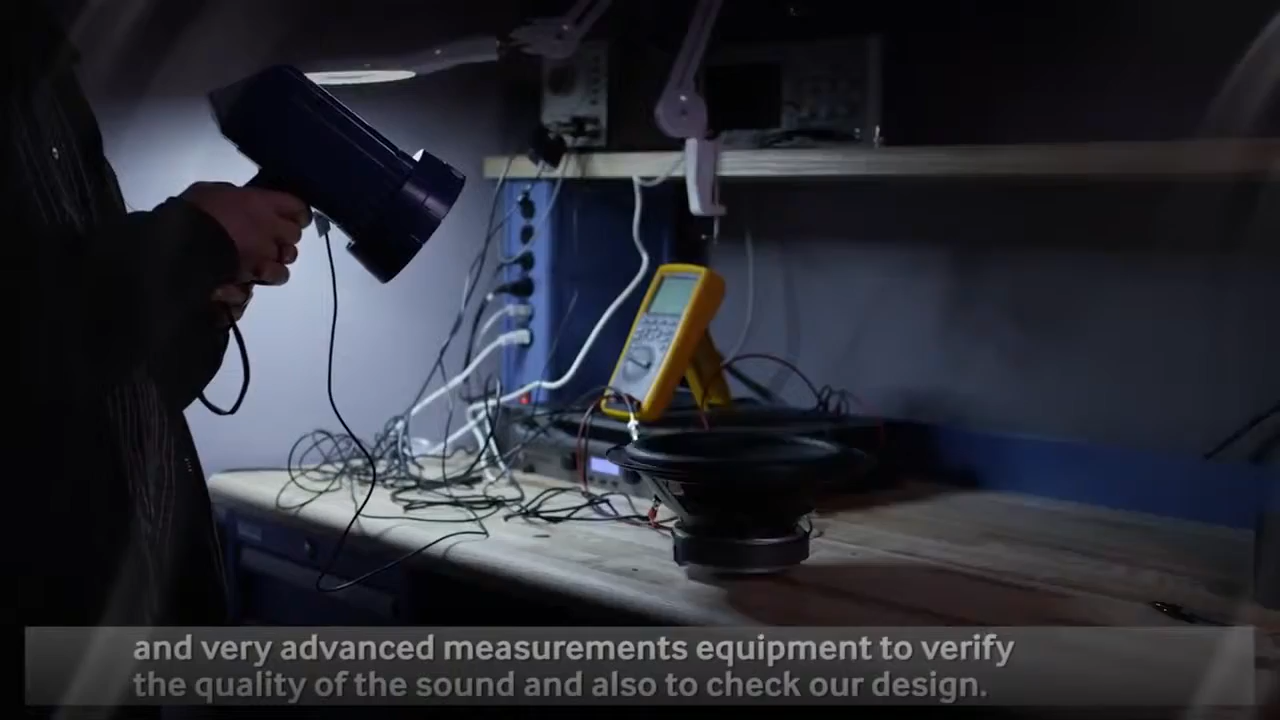 and very advanced measurements equipment to verify
the quality of the sound and also to check our design.